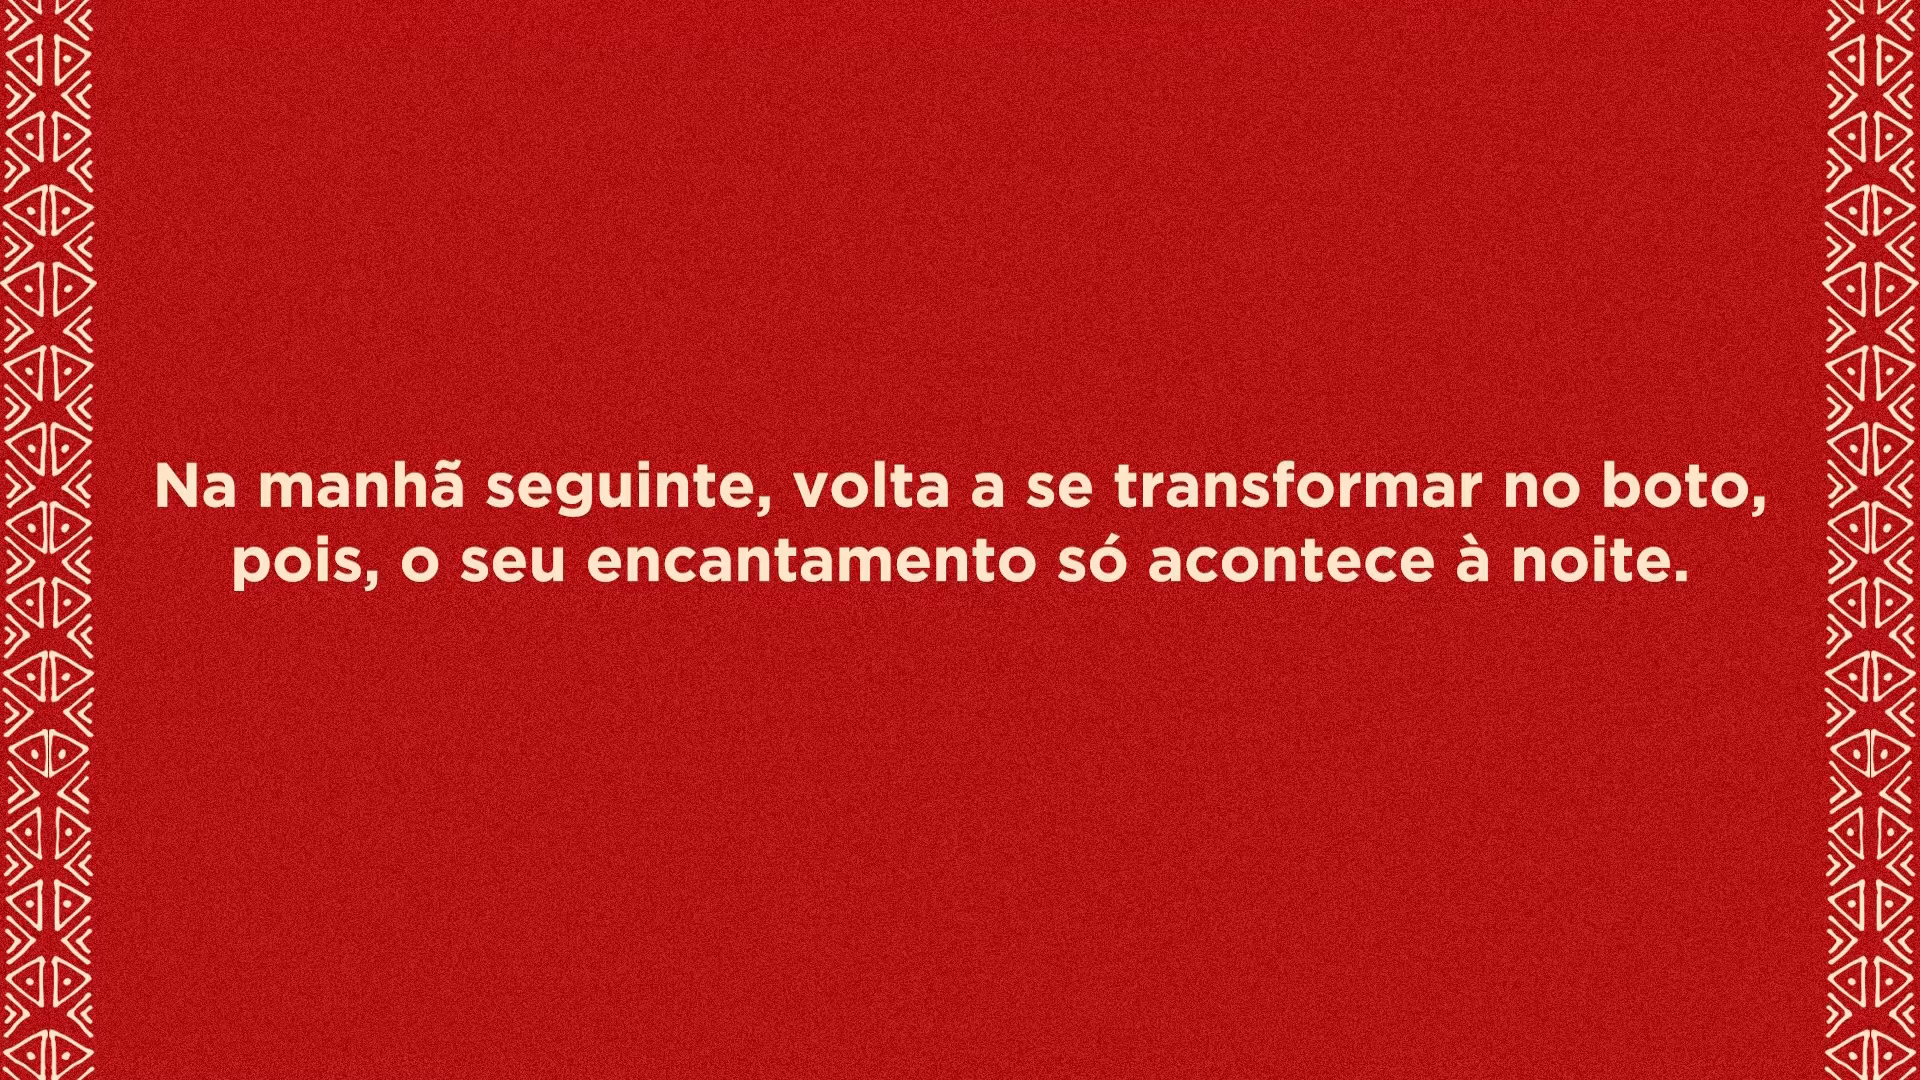 Na manhã seguinte, volta a se transformar no boto,
pois, o seu encantamento só acontece à noite.